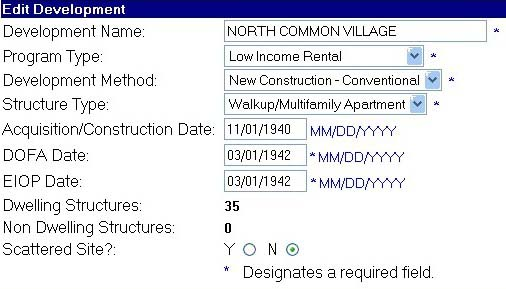 Edit Development
Development Name: NORTH COMMON VILLAGE *
Program Type: Low Income Rental *
Development Method: New Construction - Conventional *
Structure Type: Walkup/Multifamily Apartment *
Acquisition/Construction Date: 11/01/1940 MM/DD/YYYY
DOFA Date: 03/01/1942 * MM/DD/YYYY
EIOP Date: 03/01/1942 * MM/DD/YYYY
Dwelling Structures: 35
Non Dwelling Structures: 0
Scattered Site?: Y N
* Designates a required field.